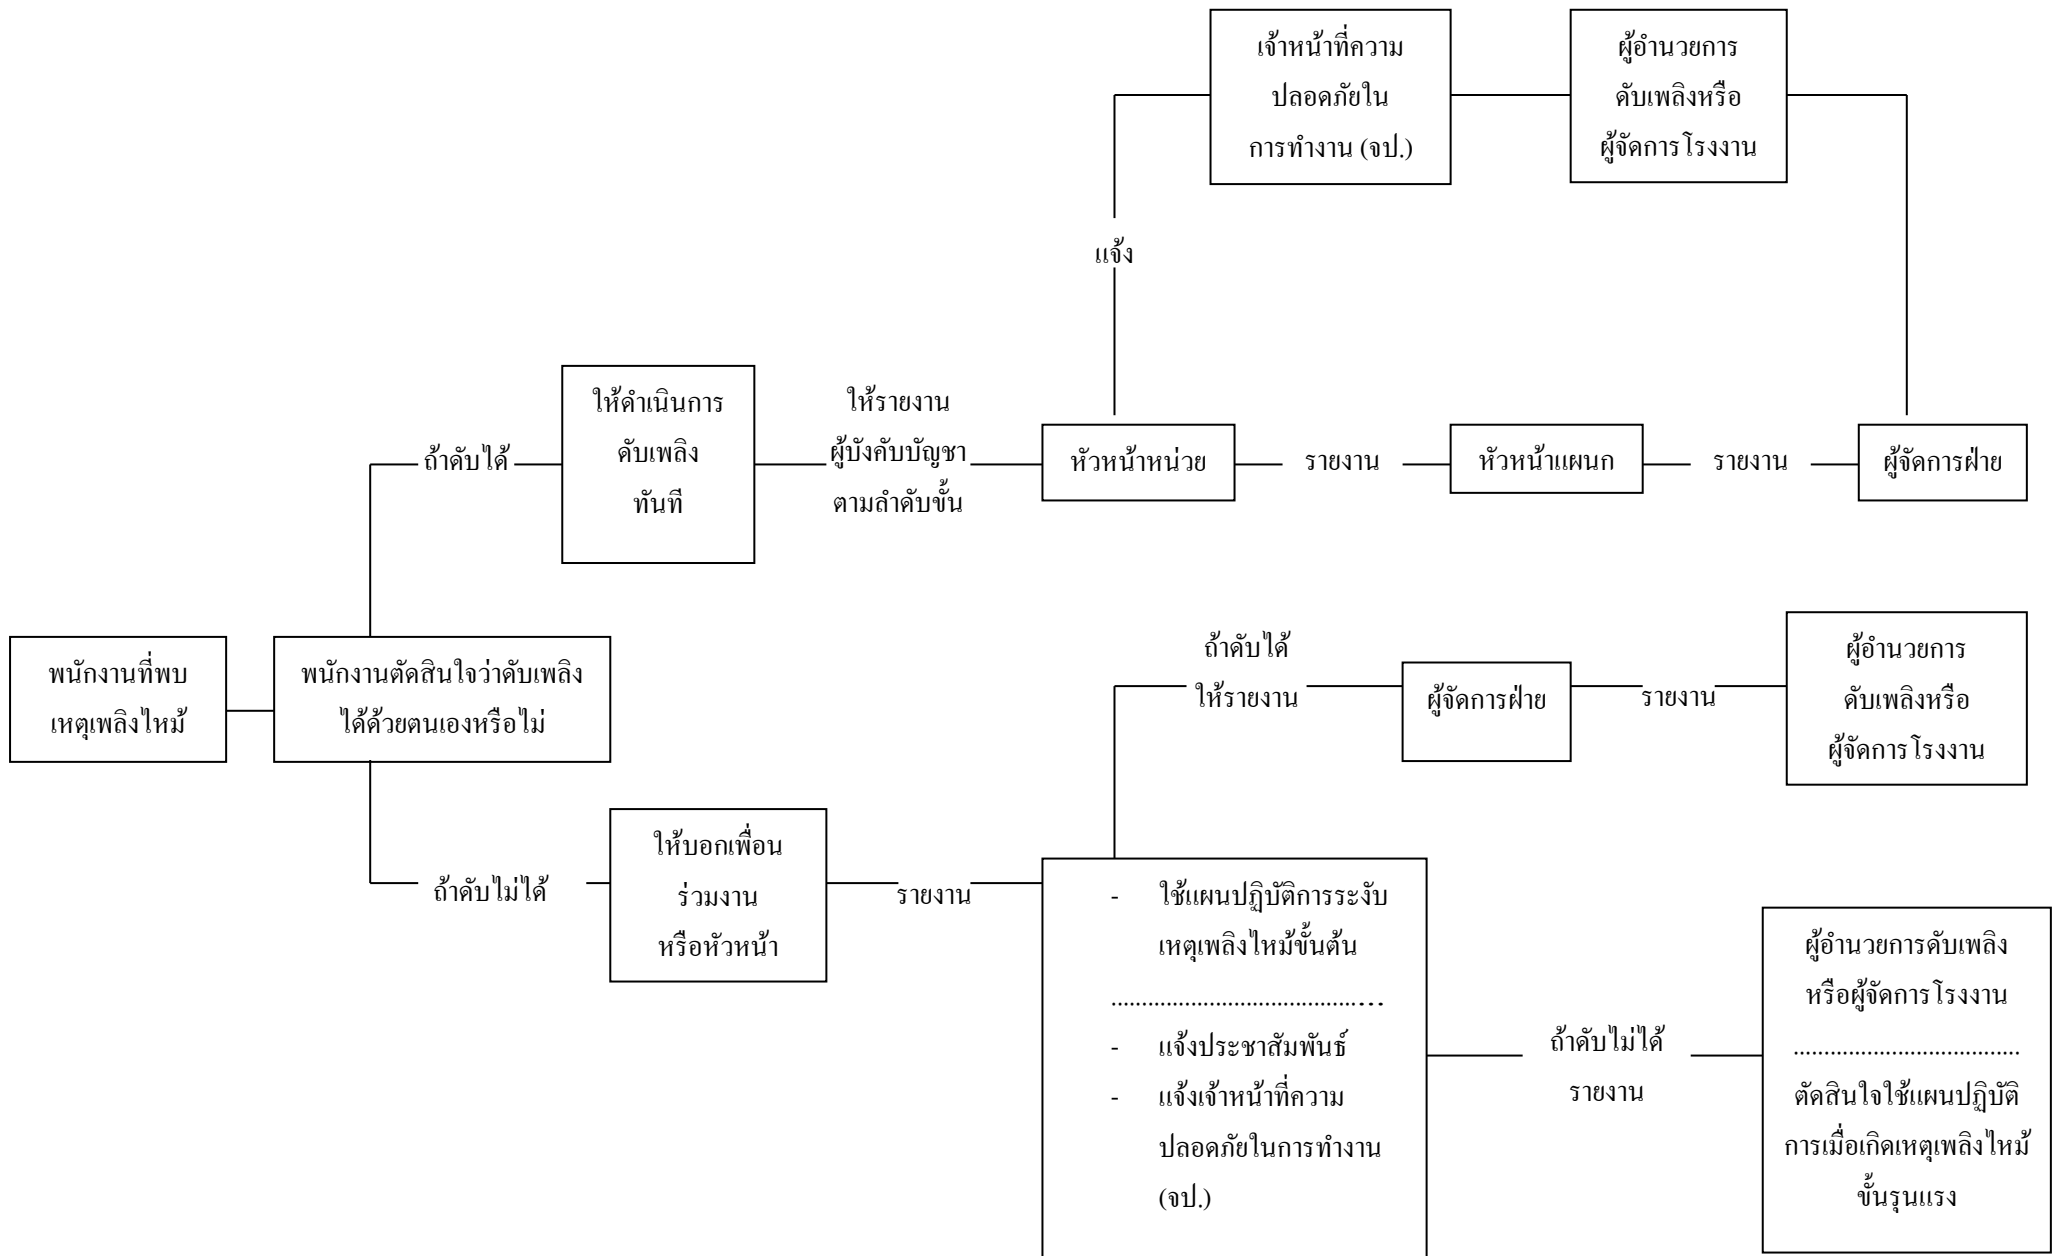 เจ้าหน้าที่ความ
ปลอดภัยใน
การทำงาน (จป.)
ผู้อำนวยการ
ดับเพลิงหรือ
ผู้จัดการโรงงาน
แจ้ง
ให้ดำเนินการ
ดับเพลิง
ทันที
ถ้าดับได้
ให้รายงาน
ผู้บังคับบัญชา
ตามลำดับขั้น
หัวหน้าหน่วย
รายงาน
หัวหน้าแผนก
รายงาน
ผู้จัดการฝ่าย
พนักงานที่พบ
เหตุเพลิงไหม้
พนักงานตัดสินใจว่าดับเพลิง
ได้ด้วยตนเองหรือไม่
ถ้าดับได้
ให้รายงาน
ผู้จัดการฝ่าย
รายงาน
ผู้อำนวยการ
ดับเพลิงหรือ
ผู้จัดการโรงงาน
ถ้าดับไม่ได้
ให้บอกเพื่อน
ร่วมงาน
หรือหัวหน้า
รายงาน
- ใช้แผนปฏิบัติการระงับ
เหตุเพลิงไหม้ขั้นต้น
...........................................
- แจ้งประชาสัมพันธ์
- แจ้งเจ้าหน้าที่ความ
ปลอดภัยในการทำงาน
(จป.)
ถ้าดับไม่ได้
รายงาน
ผู้อำนวยการดับเพลิง
หรือผู้จัดการโรงงาน
.....................................
ตัดสินใจใช้แผนปฏิบัติ
การเมื่อเกิดเหตุเพลิงไหม้
ขั้นรุนแรง